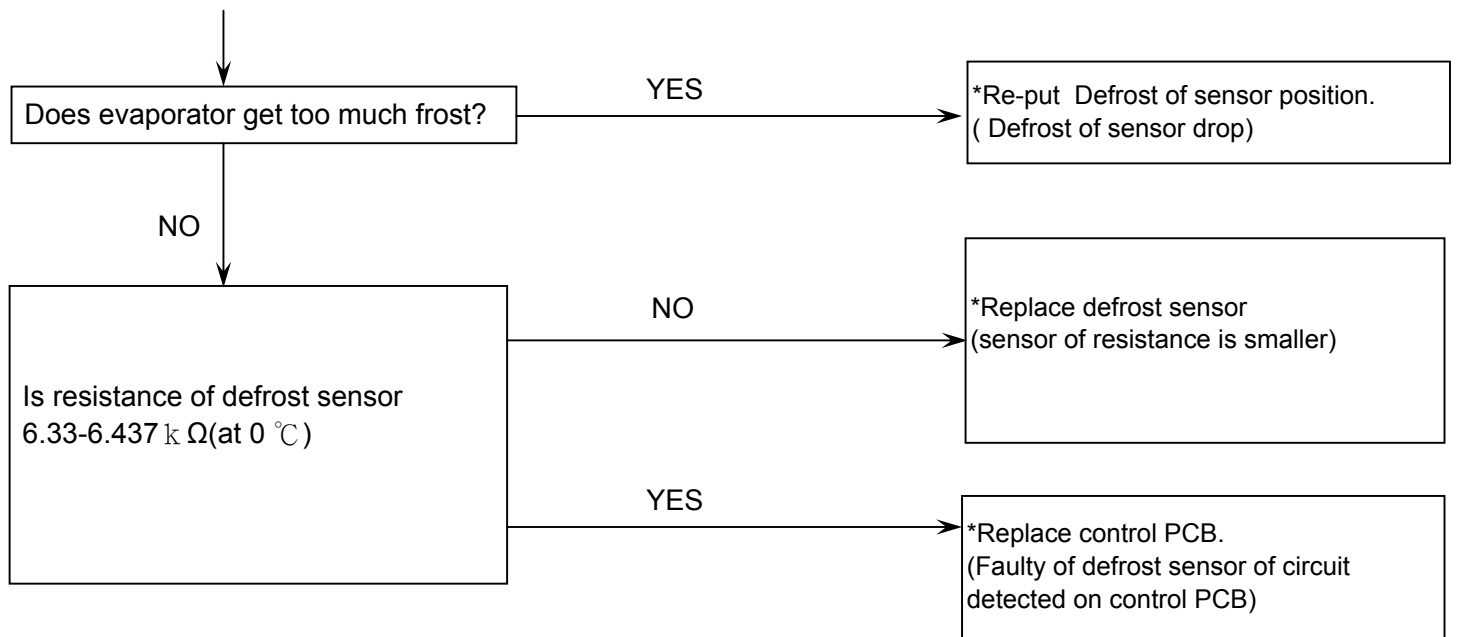 Does evaporator get too much frost?
YES
*Re-put Defrost of sensor position.
( Defrost of sensor drop)
NO
Is resistance of defrost sensor
6.33-6.437ｋΩ(at 0 ℃)
NO
*Replace defrost sensor
(sensor of resistance is smaller)
YES
*Replace control PCB.
(Faulty of defrost sensor of circuit
detected on control PCB)